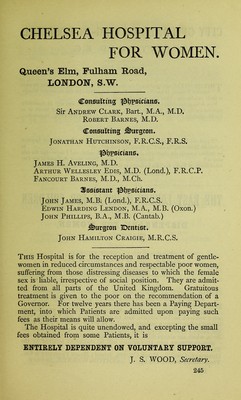 CHELSEA HOSPITAL
FOR WOMEN.
Queen's Elm, Fulham Road,
LONDON, S.W.
Consulting Physicians.
Sir Andrew Clark, Bart., M.A., M.D.
Robert Barnes, M.D.
Consulting Surgeon.
Jonathan Hutchinson, F.R.C.S., F.R.S.
Physicians.
James H. Aveling, M.D.
Arthur Wellesley Edis, M.D. (Lond.), F.R.C.P.
Fancourt Barnes, M.D., M.Ch.
Assistant Physicians.
John James, M.B. (Lond.), F.R.C.S.
Edwin Harding Lendon, M.A., M.B. (Oxon.)
John Phillips, B.A., M.B. (Cantab.)
Surgeon Dentist.
John Hamilton Craigie, M.R.C.S.
This Hospital is for the reception and treatment of gentle-
women in reduced circumstances and respectable poor women,
suffering from those distressing diseases to which the female
sex is liable, irrespective of social position. They are admit-
ted from all parts of the United Kingdom. Gratuitous
treatment is given to the poor on the recommendation of a
Governor. For twelve years there has been a Paying Depart-
ment, into which Patients are admitted upon paying such
fees as their means will allow.
The Hospital is quite unendowed, and excepting the small
fees obtained from some Patients, it is
ENTIRELY DEPENDENT ON VOLUNTARY SUPPORT.
J. S. WOOD, Secretary.
245